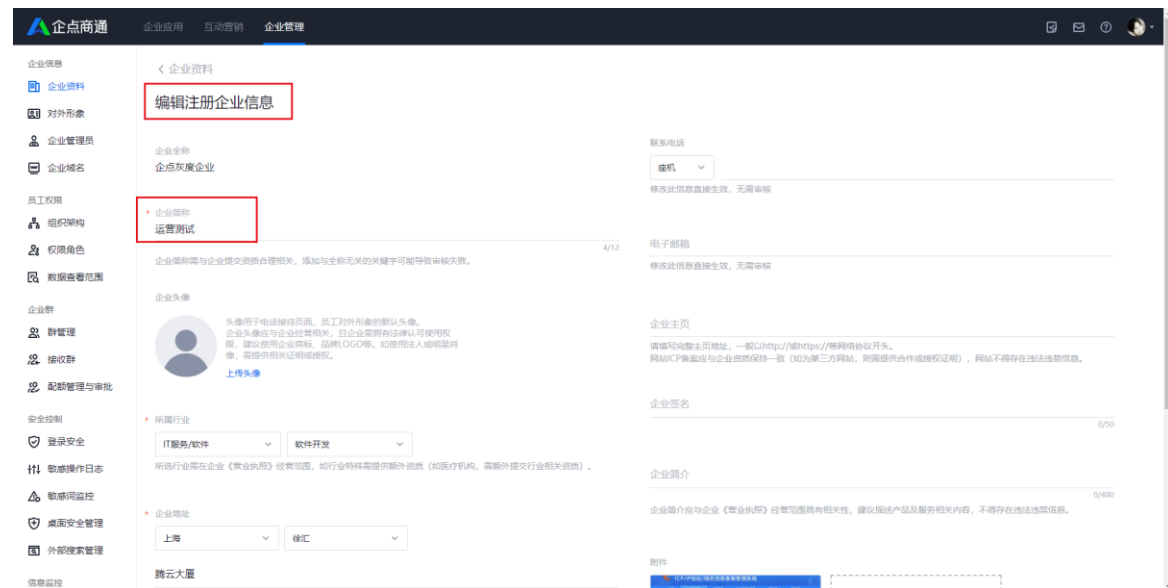 企点商通
企业应用
互动营销
企业管理
企业信息
企业资料
对外形象
企业管理员
企业域名
员工权限
组织架构
权限角色
数据查看范围
企业群
群管理
接收群
配额管理与审批
安全控制
登录安全
敏感操作日志
敏感词监控
桌面安全管理
外部搜索管理
信息监控
< 企业资料
编辑注册企业信息
企业全称
企点灰度企业
* 企业简称
运营测试
4/12
企业简称需与企业提交资质合理相关，添加与全称无关的关键字可能导致审核失败。
企业头像
头像用于电话接待页面、员工对外形象的默认头像。
企业头像应与企业经营相关，且企业需拥有法律认可使用权
限，建议使用企业商标、品牌LOGO等。如使用法人或明星肖
像，需提供相关证明或授权。
上传头像
* 所属行业
IT服务/软件
软件开发
所选行业需在企业《营业执照》经营范围，如行业特殊需提供额外资质（如医疗机构，需额外提交行业相关资质）。
* 企业地址
上海
徐汇
腾云大厦
联系电话
座机
修改此信息直接生效，无需审核
电子邮箱
修改此信息直接生效，无需审核
企业主页
请填写完整主页地址，一般以http://或https://等网络协议开头。
网站ICP备案应与企业资质保持一致（如为第三方网站，则需提供合作或授权证明），网站不得存在违法违禁信息。
企业签名
0/50
企业简介
0/480
企业简介应与企业《营业执照》经营范围具有相关性，建议描述产品及服务相关内容，不得存在违法违禁信息。
附件
ICP/IP地址/域名信息备案管理系统